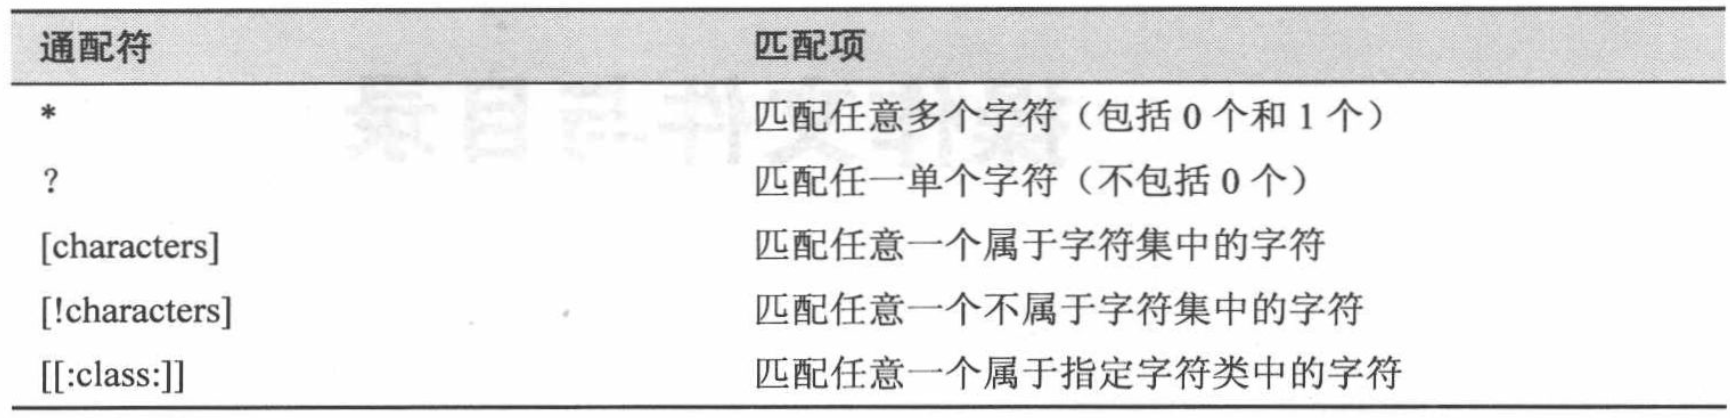 通配符 匹配项
* 匹配任意多个字符（包括 0 个和 1 个）
? 匹配任一单个字符（不包括 0 个）
[characters] 匹配任意一个属于字符集中的字符
[!characters] 匹配任意一个不属于字符集中的字符
[[:class:]] 匹配任意一个属于指定字符类中的字符